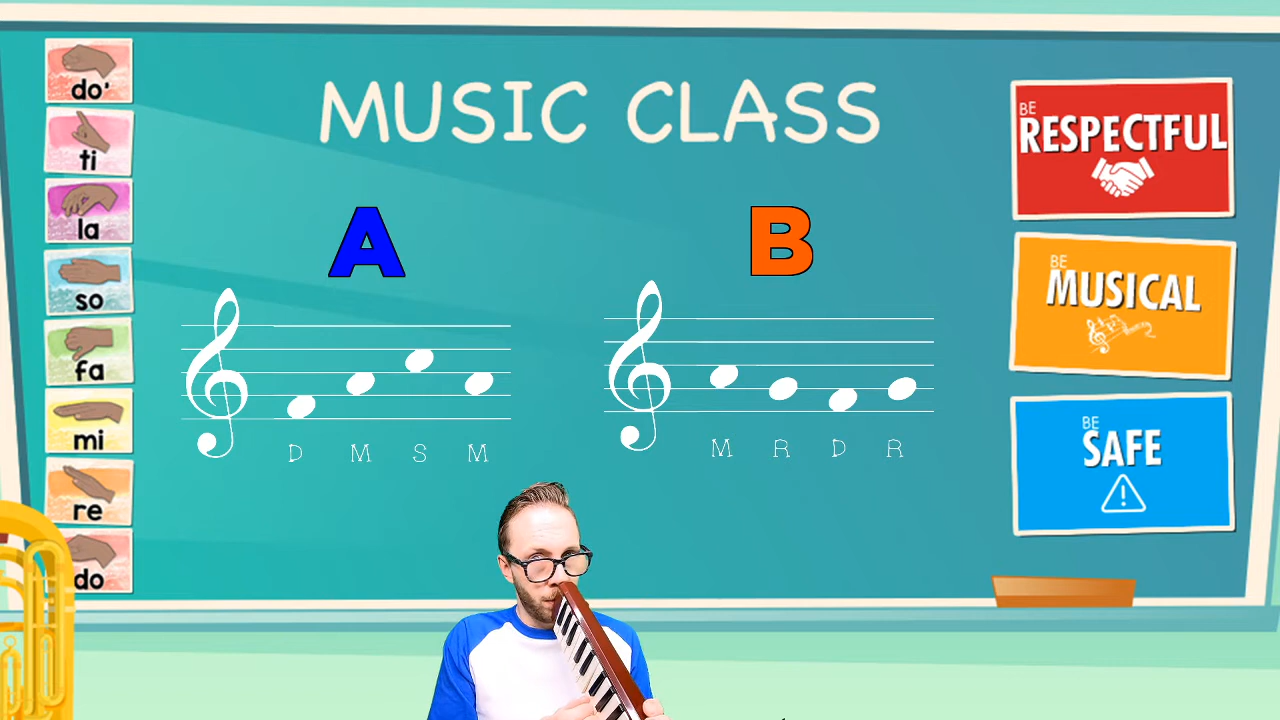 MUSIC CLASS
do'
ti
la
so
fa
mi
re
do
A
D M S M
B
M R D R
BE
RESPECTFUL
BE
MUSICAL
BE
SAFE